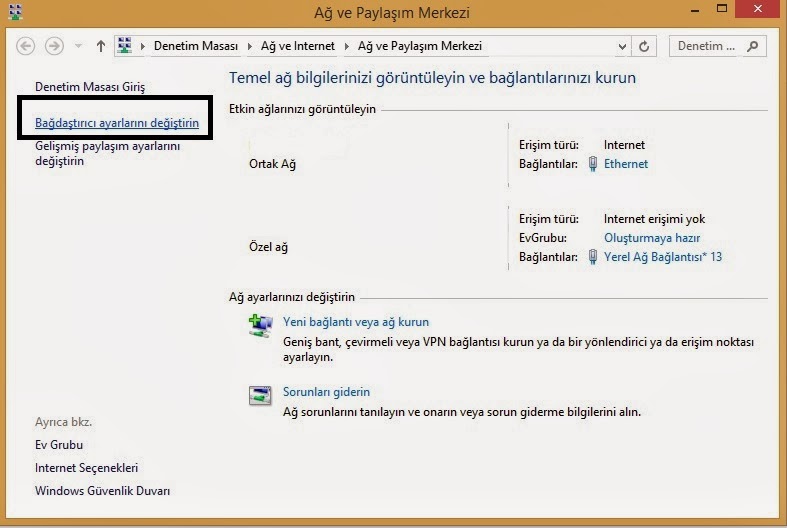 Ağ ve Paylaşım Merkezi
Denetim Masası Ağ ve Internet Ağ ve Paylaşım Merkezi
Denetim ...
Denetim Masası Giriş
Bağdaştırıcı ayarlarını değiştirin
Gelişmiş paylaşım ayarlarını
değiştirin
Temel ağ bilgilerinizi görüntüleyin ve bağlantılarınızı kurun
Etkin ağlarınızı görüntüleyin
Ortak Ağ
Erişim türü: Internet
Bağlantılar: Ethernet
Özel ağ
Erişim türü: Internet erişimi yok
EvGrubu: Oluşturmaya hazır
Bağlantılar: Yerel Ağ Bağlantısı* 13
Ağ ayarlarınızı değiştirin
Yeni bağlantı veya ağ kurun
Geniş bant, çevirmeli veya VPN bağlantısı kurun ya da bir yönlendirici ya da erişim noktası
ayarlayın.
Sorunları giderin
Ağ sorunlarını tanılayın ve onarın veya sorun giderme bilgilerini alın.
Ayrıca bkz.
Ev Grubu
Internet Seçenekleri
Windows Güvenlik Duvarı